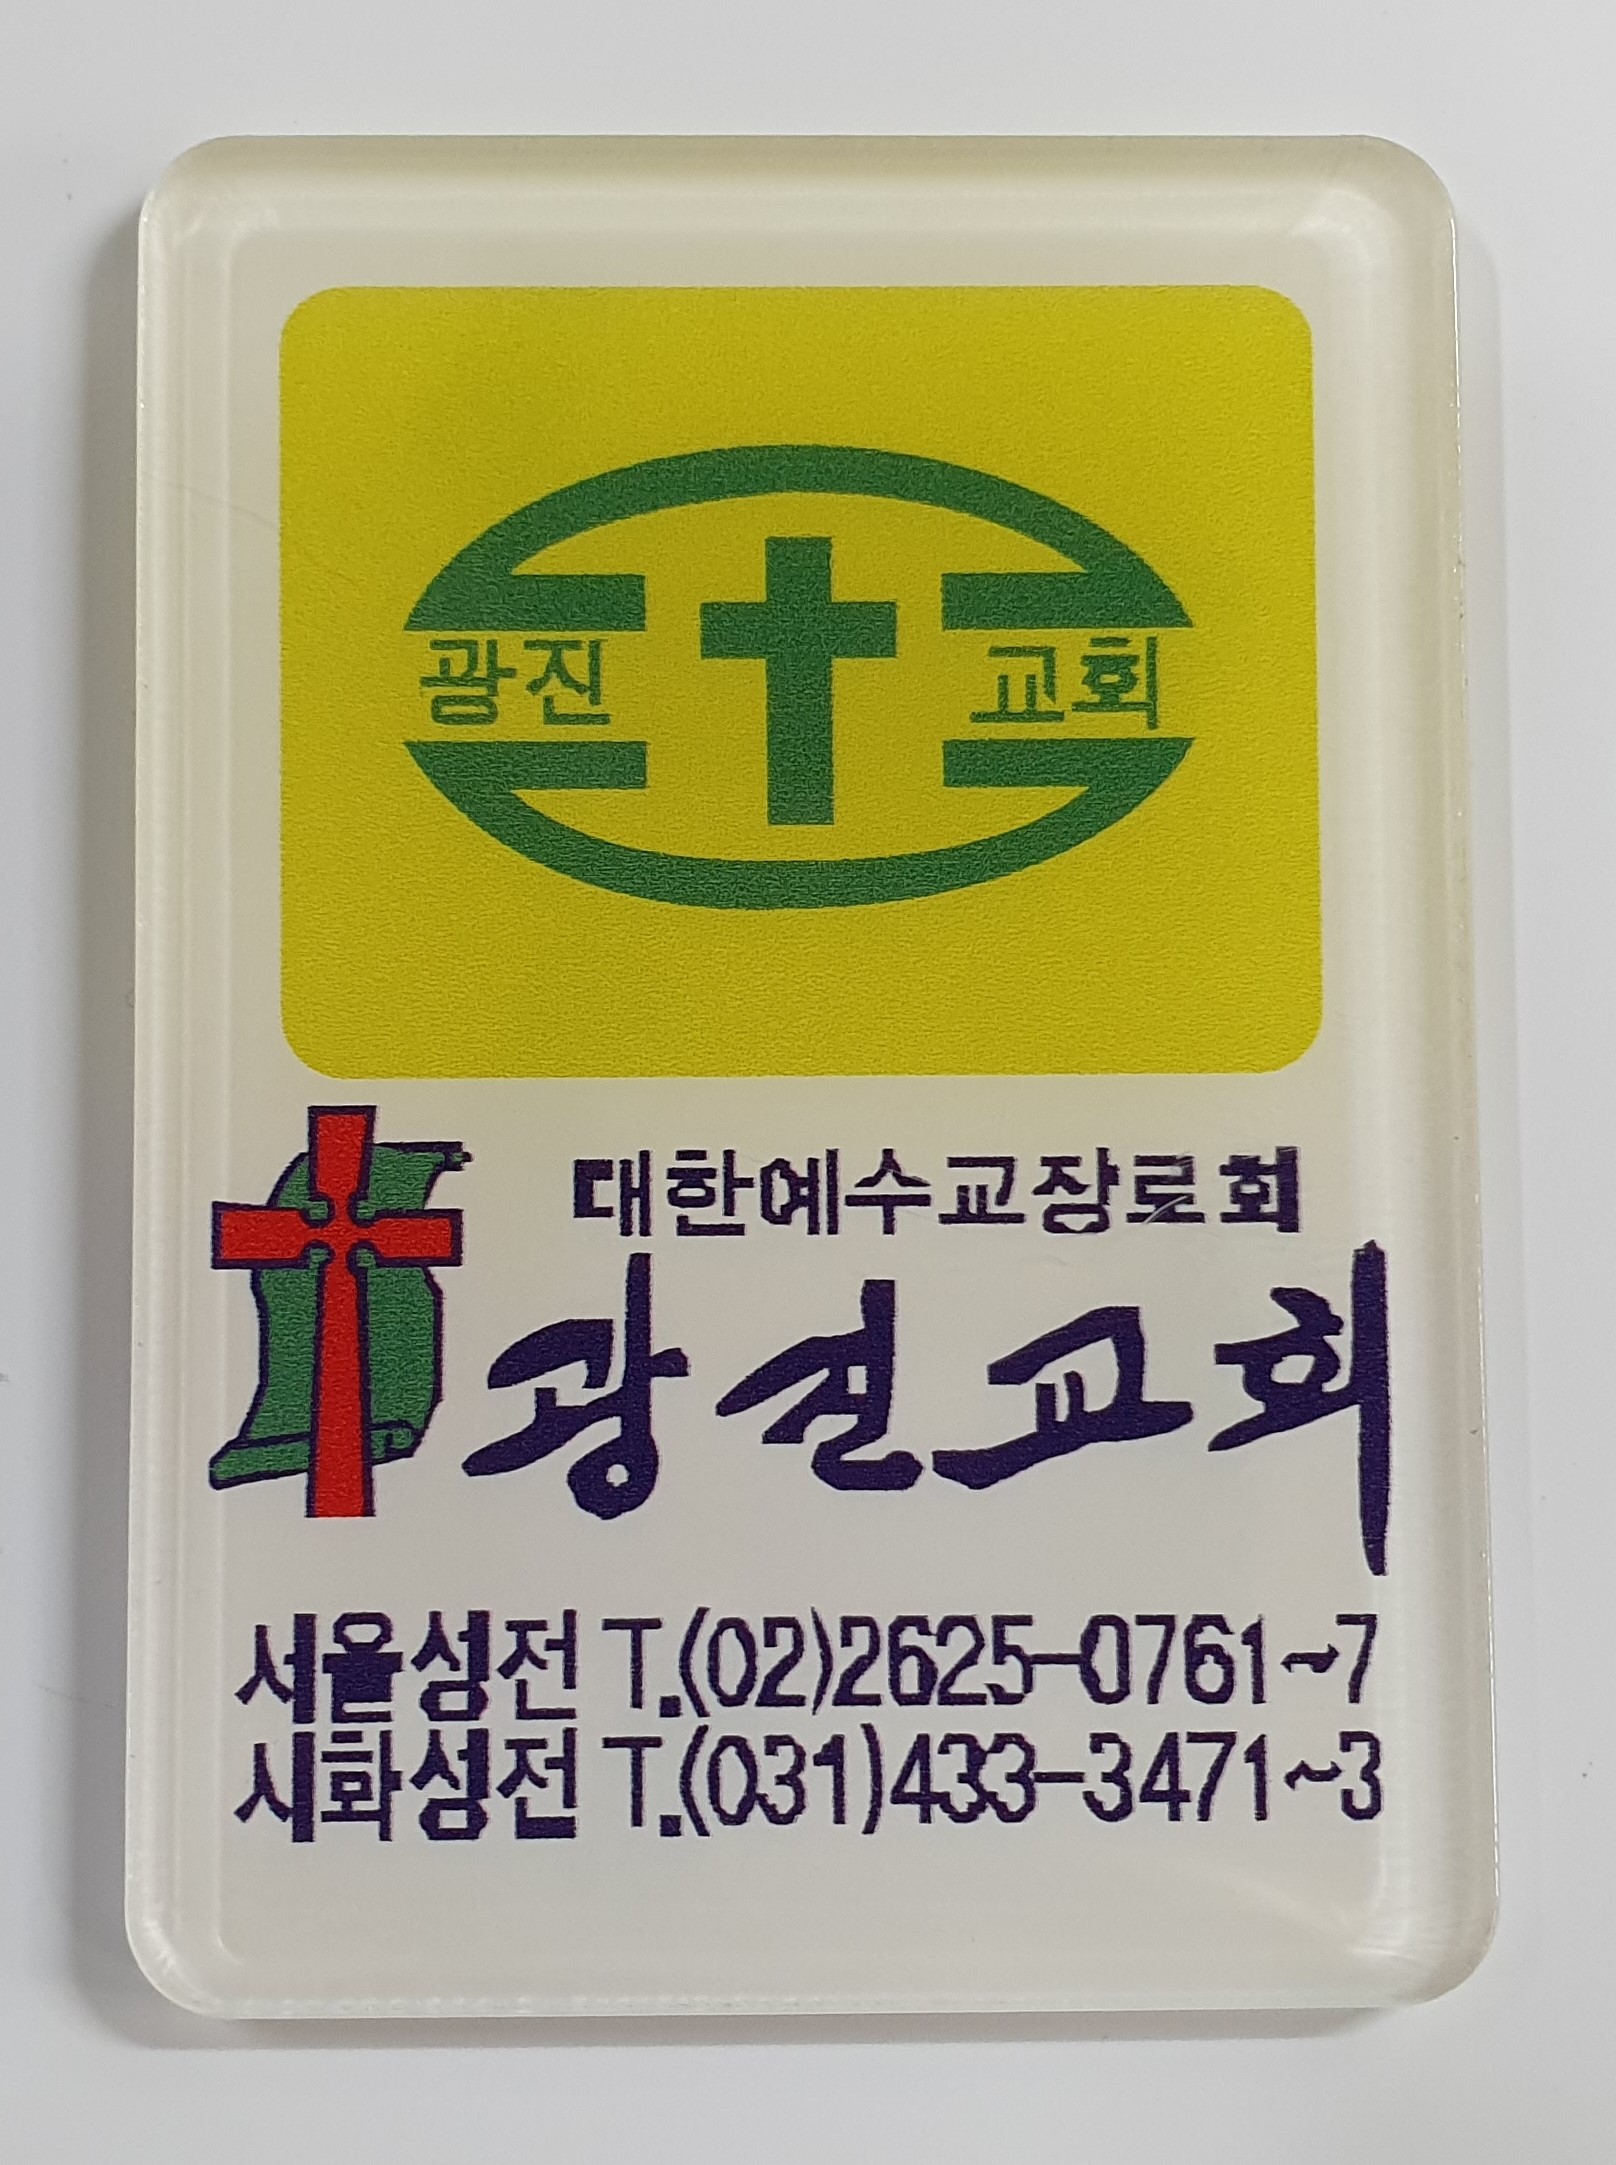 광진 교회
대한예수교장로회
광진교회
서울성전 T.(02)2625-0761~7
시화성전 T.(031)433-3471~3